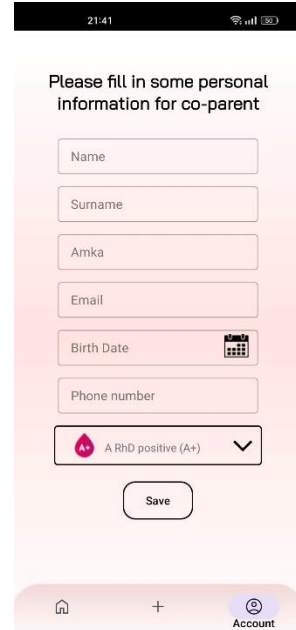 21:41
50
Please fill in some personal
information for co-parent
Name
Surname
Amka
Email
Birth Date
Phone number
A+ A RhD positive (A+)
Save
Account